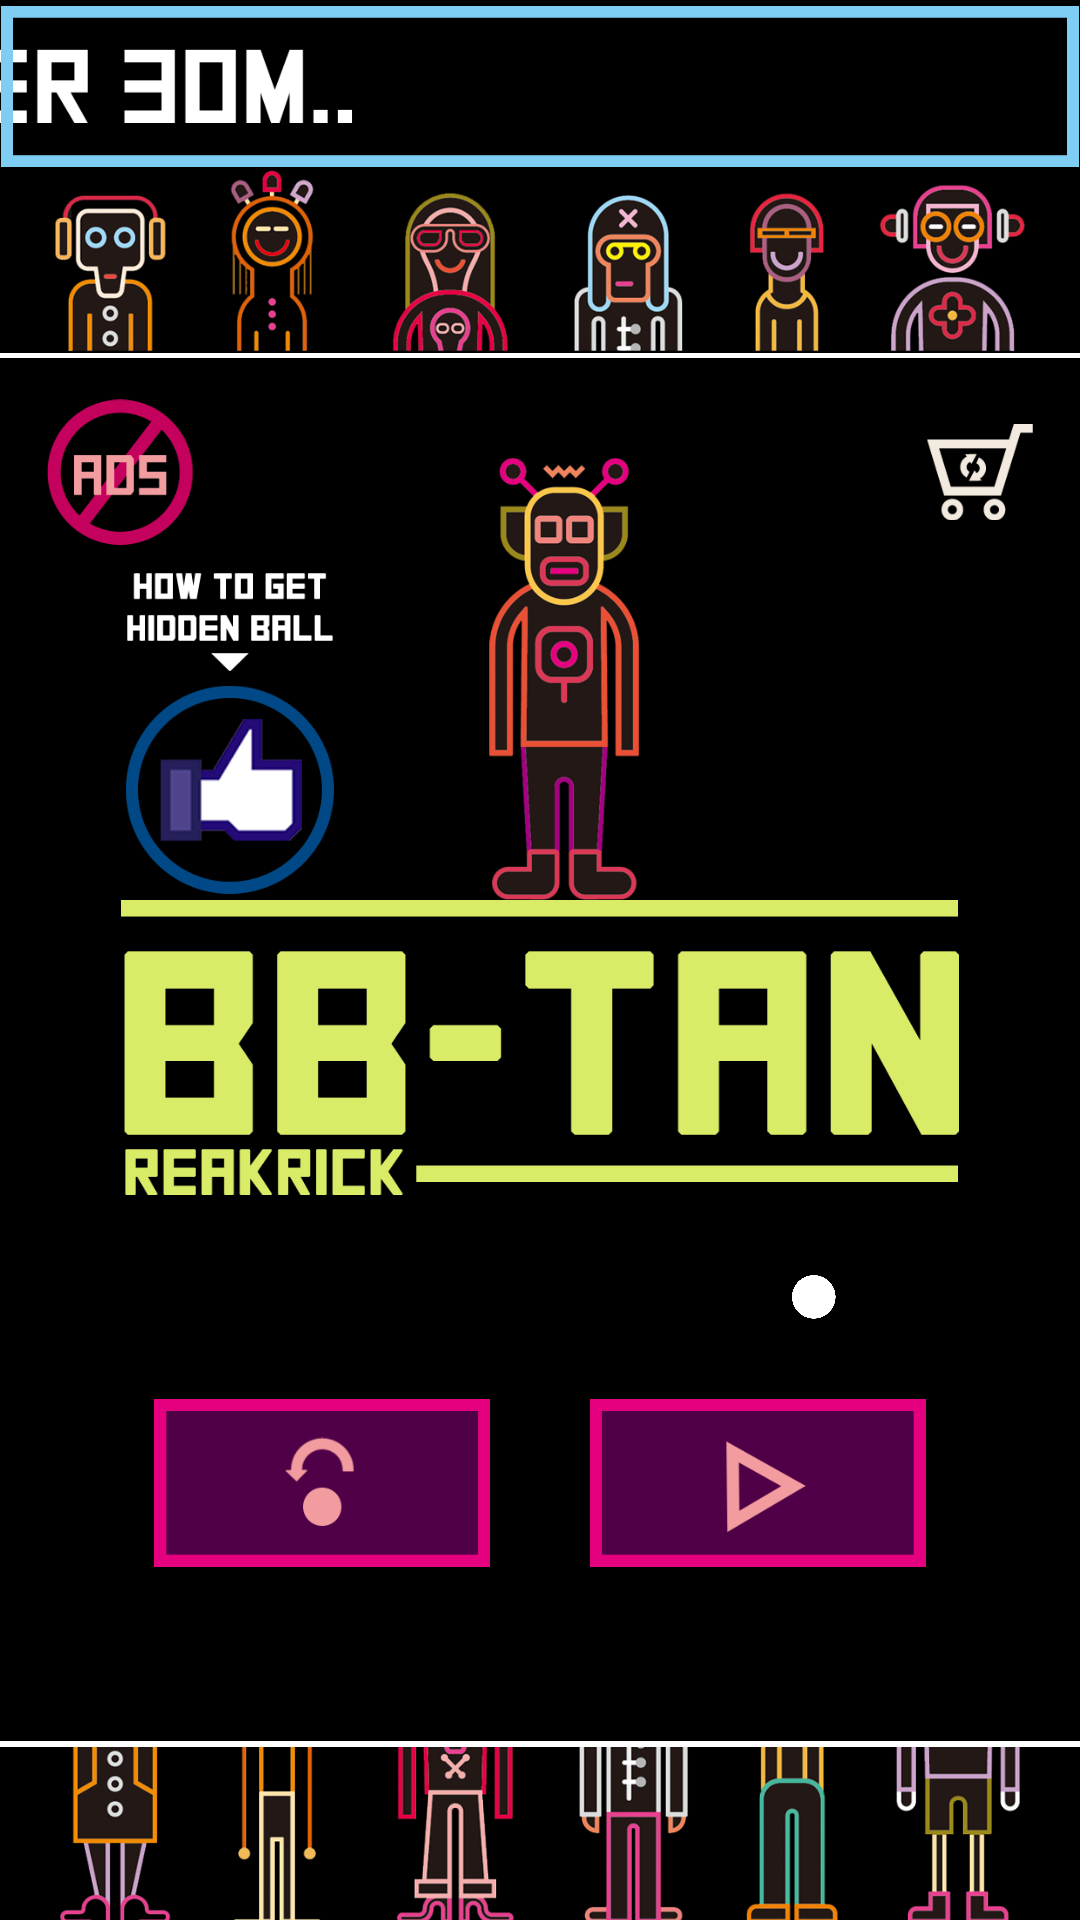 ER 30M..
ADS
HOW TO GET
HIDDEN BALL
BB-TAN
REAKRICK